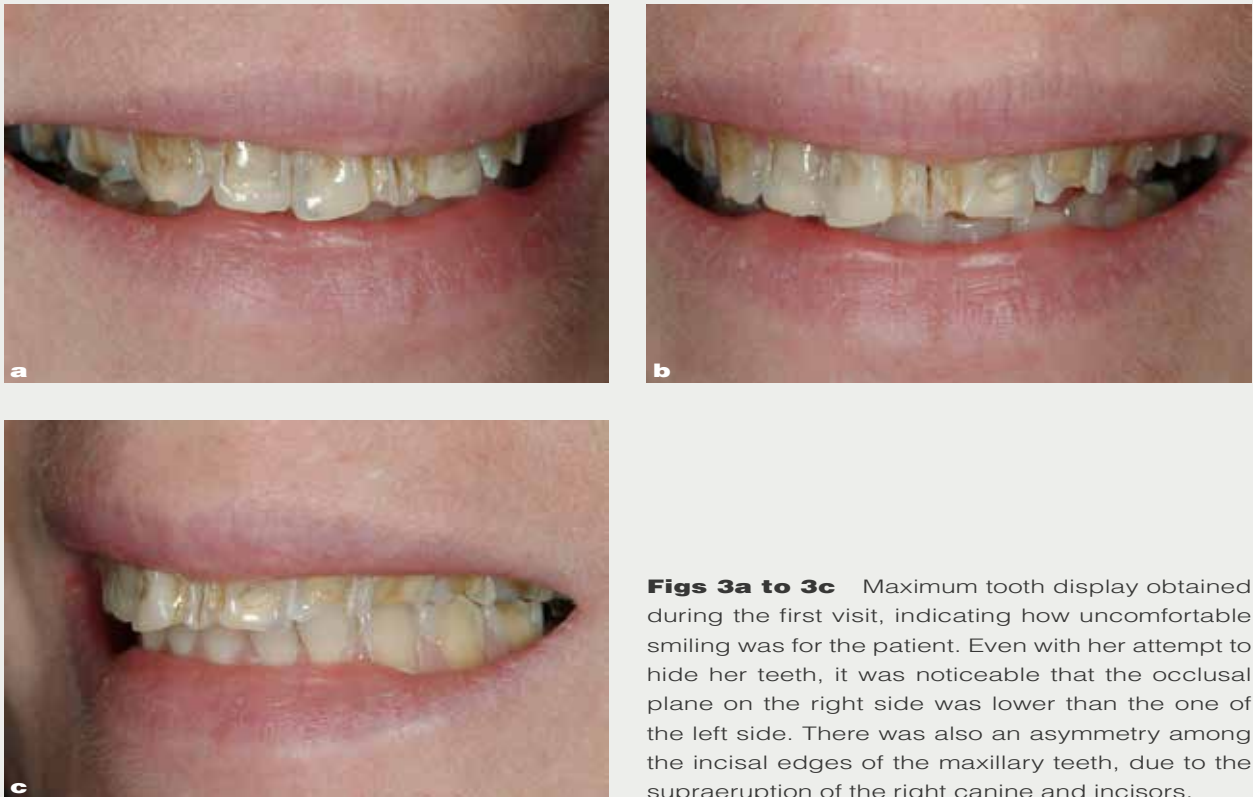 a
b
c
Figs 3a to 3c Maximum tooth display obtained
during the first visit, indicating how uncomfortable
smiling was for the patient. Even with her attempt to
hide her teeth, it was noticeable that the occlusal
plane on the right side was lower than the one of
the left side. There was also an asymmetry among
the incisal edges of the maxillary teeth, due to the
supraeruption of the right canine and incisors.